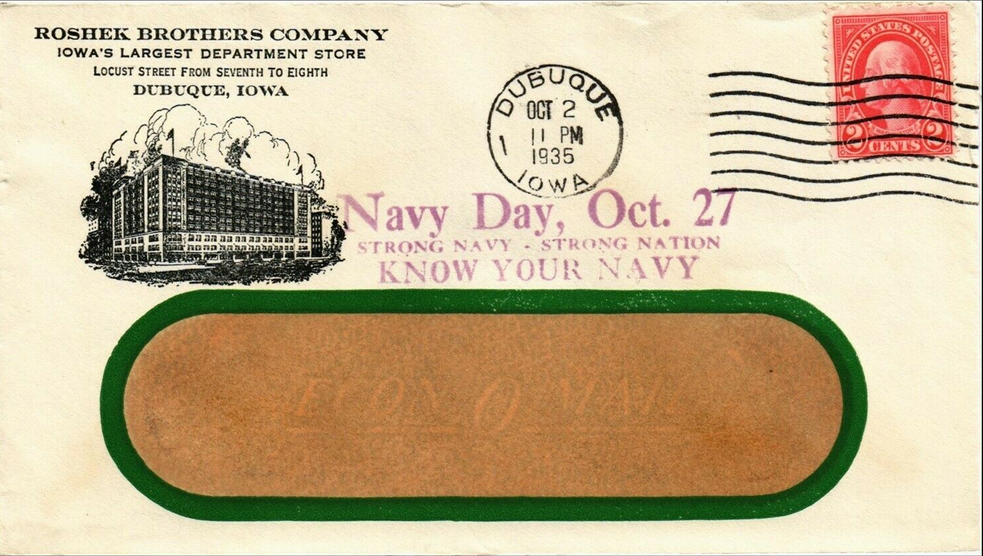 ROSHEK BROTHERS COMPANY
IOWA'S LARGEST DEPARTMENT STORE
LOCUST STREET FROM SEVENTH TO EIGHTH
DUBUQUE, IOWA
DUBUQUE
OCT 2
11 PM
1935
IOWA
1
UNITED STATES POSTAGE
2 2
CENTS
Navy Day, Oct. 27
STRONG NAVY - STRONG NATION
KNOW YOUR NAVY
ECON O MAIL